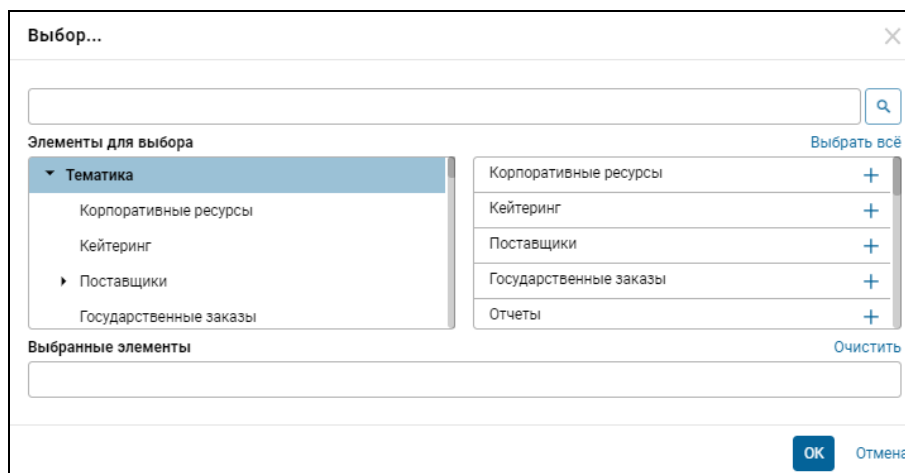 Выбор...
Элементы для выбора
Выбрать всё
Тематика
Корпоративные ресурсы
Кейтеринг
Поставщики
Государственные заказы
Корпоративные ресурсы
Кейтеринг
Поставщики
Государственные заказы
Отчеты
Выбранные элементы
Очистить
ОК
Отмена